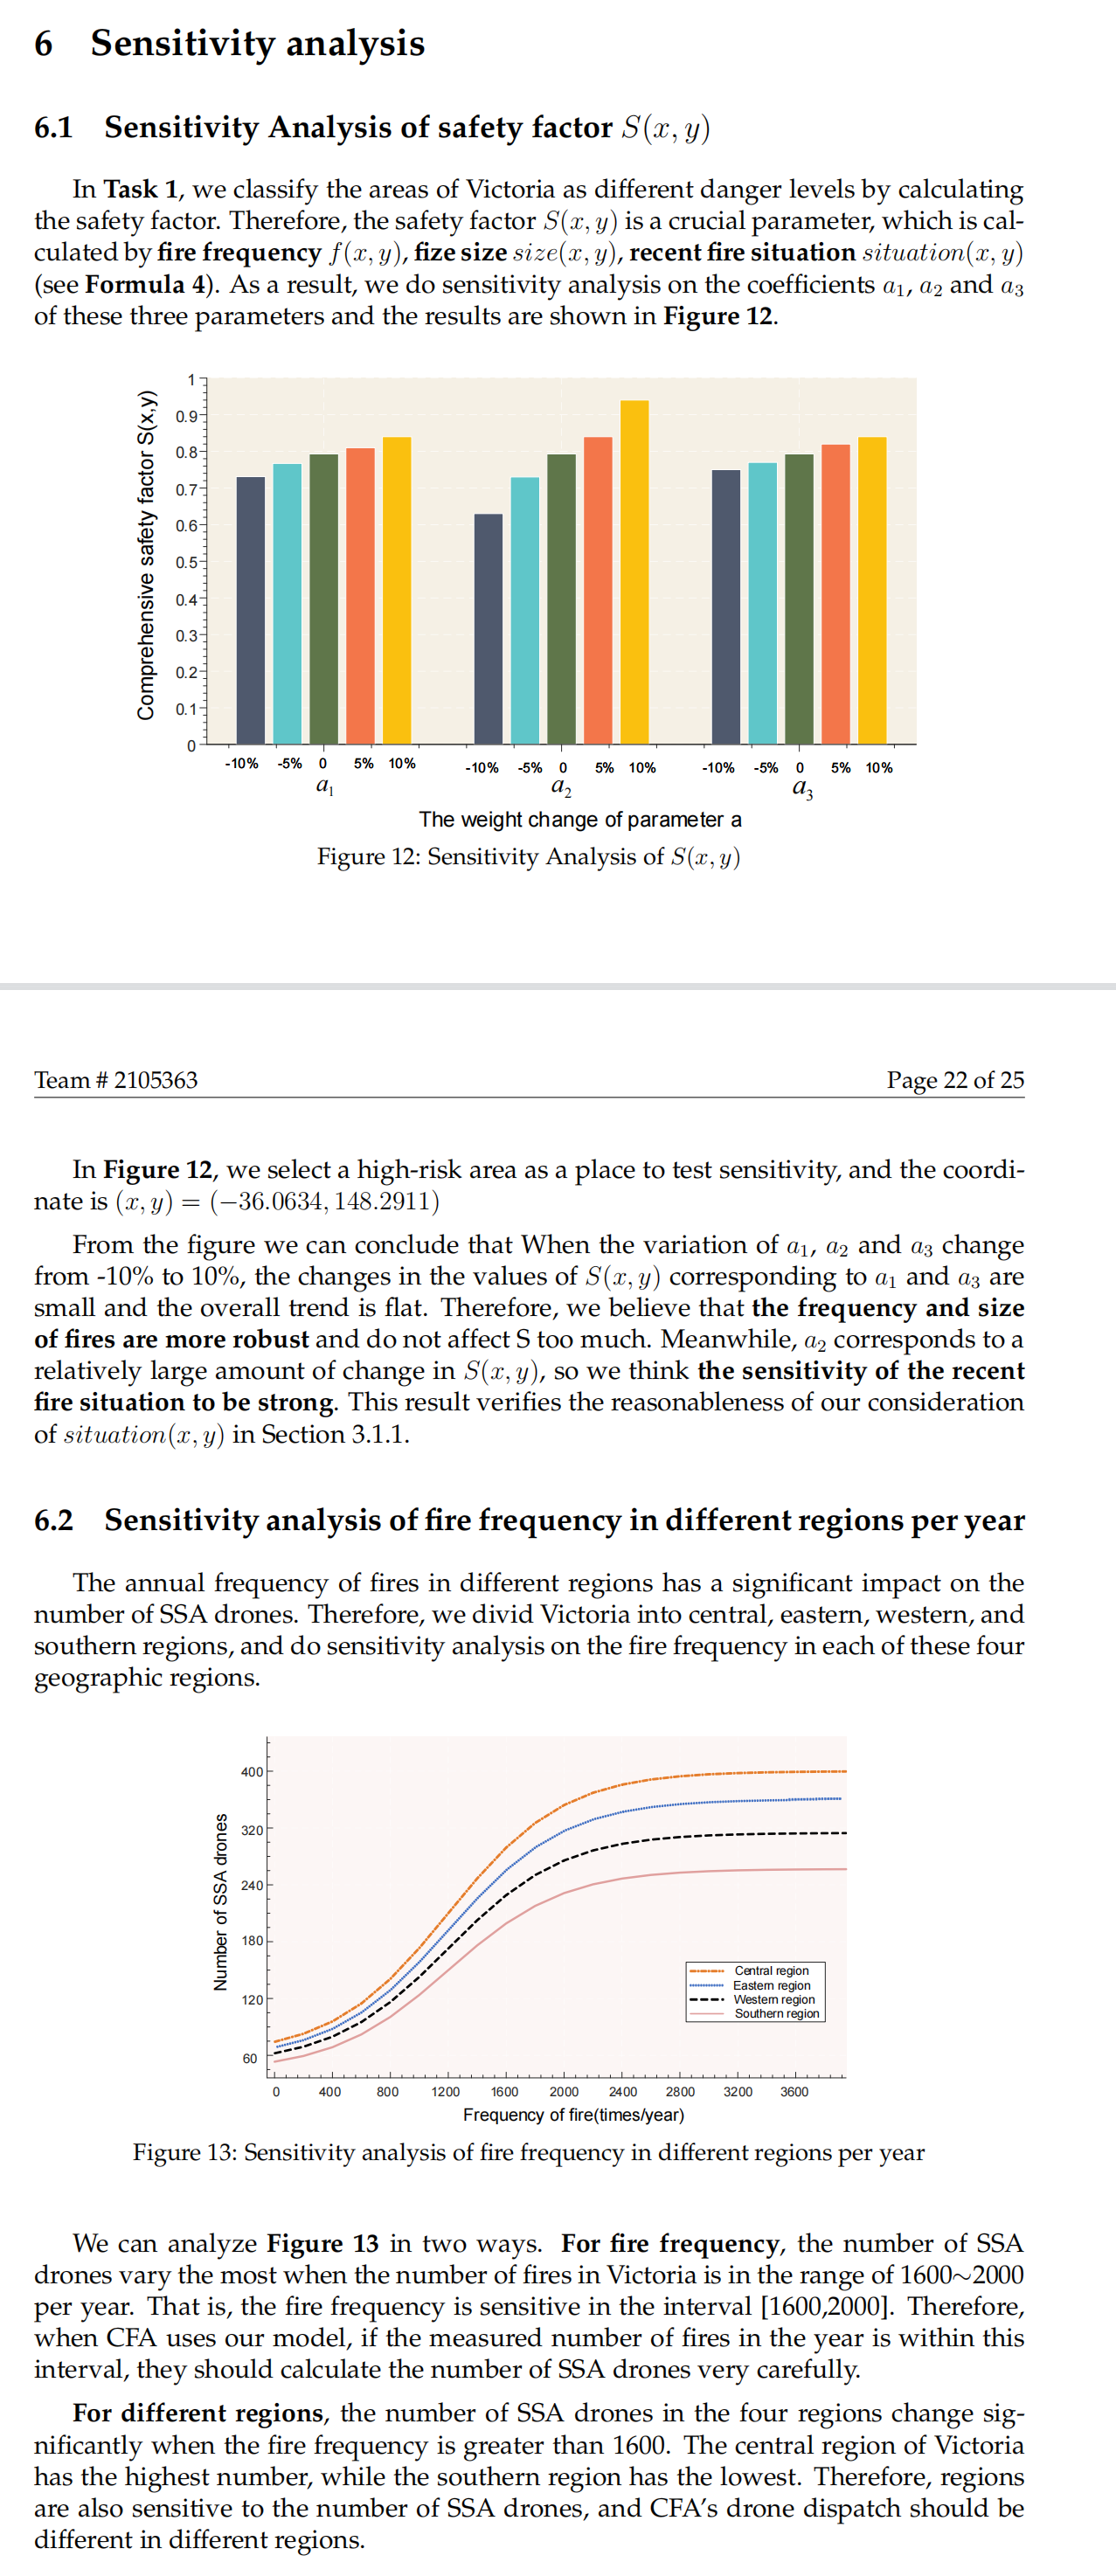 6 Sensitivity analysis
6.1 Sensitivity Analysis of safety factor S(x, y)
In Task 1, we classify the areas of Victoria as different danger levels by calculating
the safety factor. Therefore, the safety factor S(x, y) is a crucial parameter, which is cal-
culated by fire frequency f(x, y), fize size size(x, y), recent fire situation situation(x, y)
(see Formula 4). As a result, we do sensitivity analysis on the coefficients a1, a2 and a3
of these three parameters and the results are shown in Figure 12.
Comprehensive safety factor S(x,y)
1
0.9
0.8
0.7
0.6
0.5
0.4
0.3
0.2
0.1
0
-10% -5% 0 5% 10% -10% -5% 0 5% 10% -10% -5% 0 5% 10%
a1 a2 a3
The weight change of parameter a
Figure 12: Sensitivity Analysis of S(x, y)
Team # 2105363 Page 22 of 25
In Figure 12, we select a high-risk area as a place to test sensitivity, and the coordi-
nate is (x, y) = (−36.0634, 148.2911)
From the figure we can conclude that When the variation of a1, a2 and a3 change
from -10% to 10%, the changes in the values of S(x, y) corresponding to a1 and a3 are
small and the overall trend is flat. Therefore, we believe that the frequency and size
of fires are more robust and do not affect S too much. Meanwhile, a2 corresponds to a
relatively large amount of change in S(x, y), so we think the sensitivity of the recent
fire situation to be strong. This result verifies the reasonableness of our consideration
of situation(x, y) in Section 3.1.1.
6.2 Sensitivity analysis of fire frequency in different regions per year
The annual frequency of fires in different regions has a significant impact on the
number of SSA drones. Therefore, we divid Victoria into central, eastern, western, and
southern regions, and do sensitivity analysis on the fire frequency in each of these four
geographic regions.
Number of SSA drones
400
320
240
180
120
60
Central region
Eastern region
Western region
Southern region
0 400 800 1200 1600 2000 2400 2800 3200 3600
Frequency of fire(times/year)
Figure 13: Sensitivity analysis of fire frequency in different regions per year
We can analyze Figure 13 in two ways. For fire frequency, the number of SSA
drones vary the most when the number of fires in Victoria is in the range of 1600∼2000
per year. That is, the fire frequency is sensitive in the interval [1600,2000]. Therefore,
when CFA uses our model, if the measured number of fires in the year is within this
interval, they should calculate the number of SSA drones very carefully.
For different regions, the number of SSA drones in the four regions change sig-
nificantly when the fire frequency is greater than 1600. The central region of Victoria
has the highest number, while the southern region has the lowest. Therefore, regions
are also sensitive to the number of SSA drones, and CFA's drone dispatch should be
different in different regions.